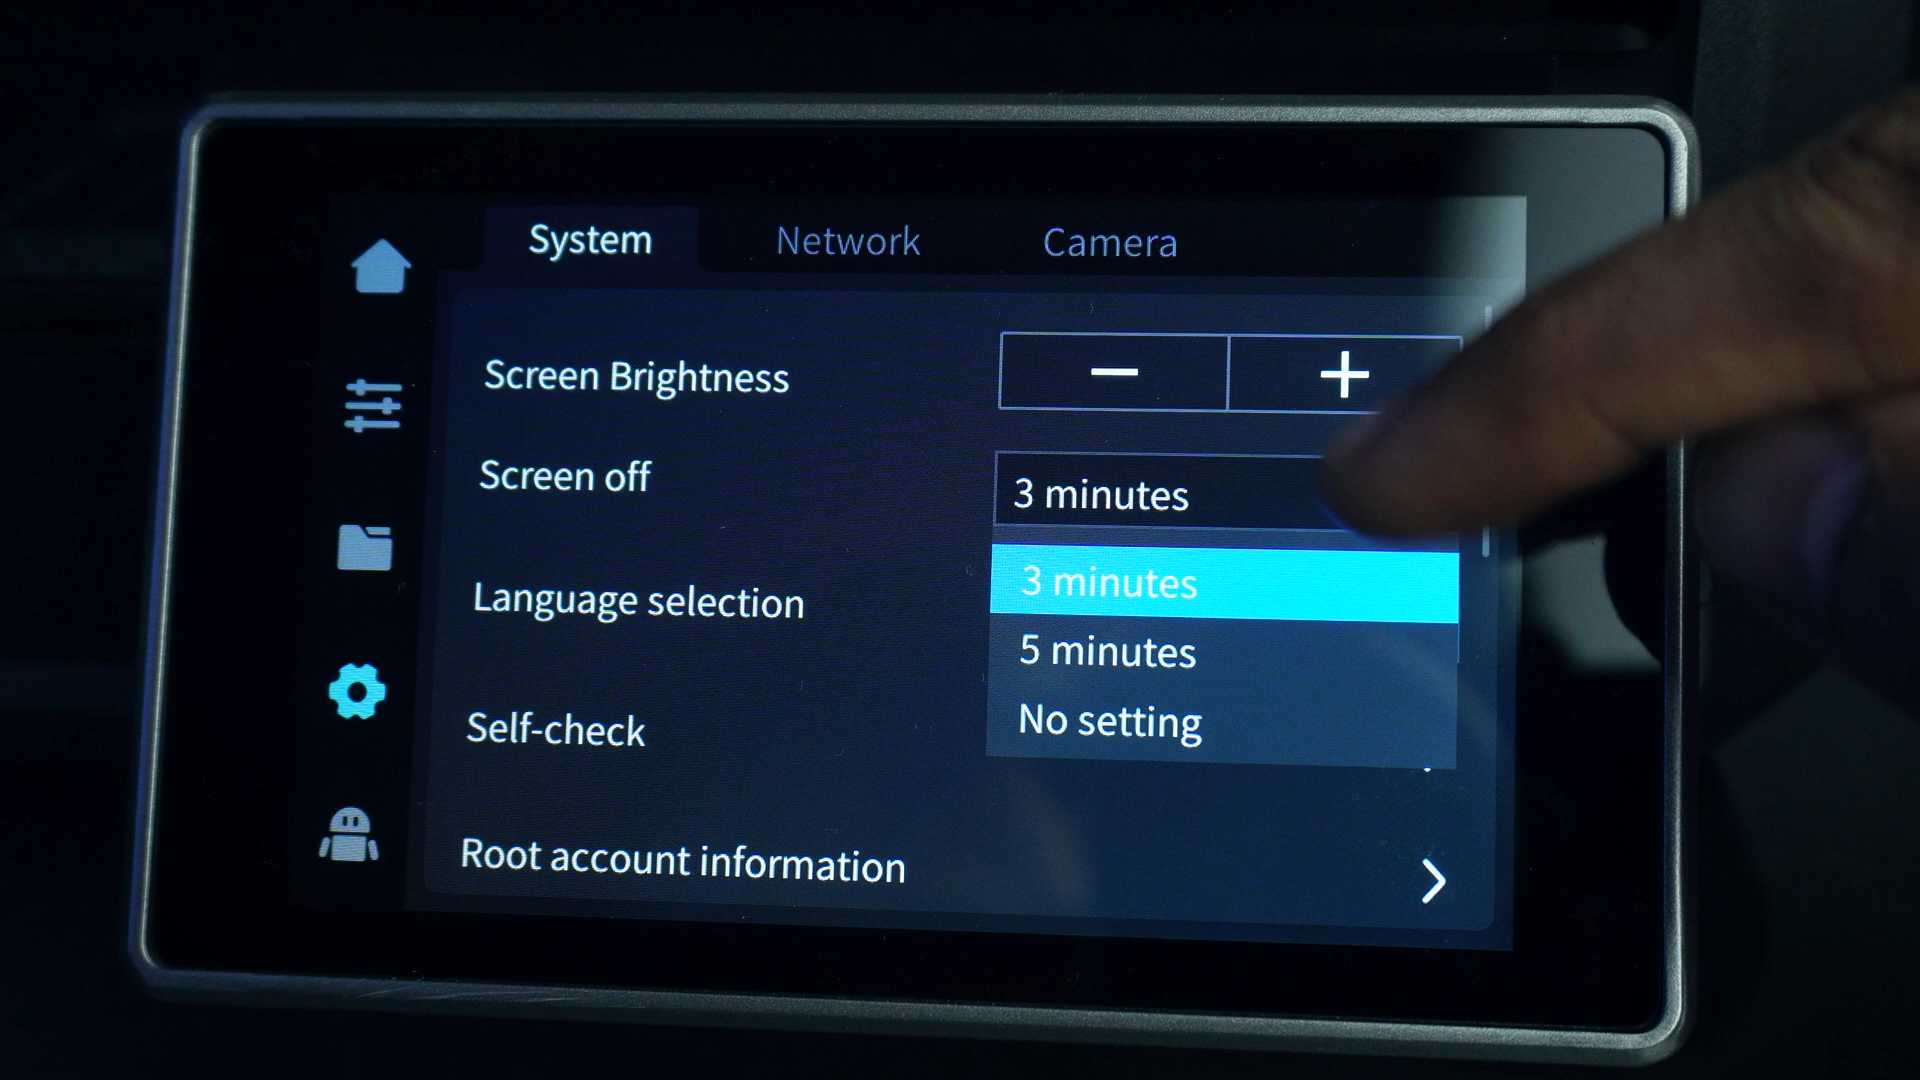 System Network Camera
Screen Brightness
Screen off 3 minutes
3 minutes
Language selection
5 minutes
No setting
Self-check
Root account information